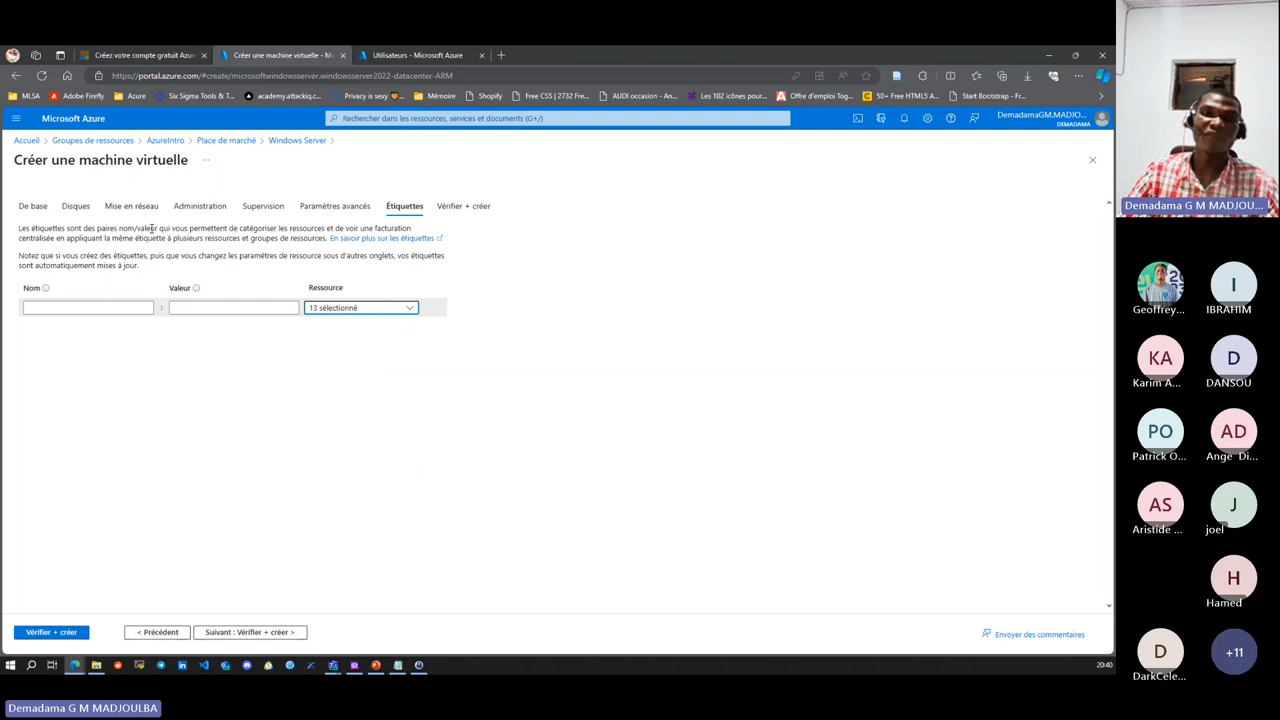 Créez votre compte gratuit Azur
Créer une machine virtuelle - Mi
Utilisateurs - Microsoft Azure
https://portal.azure.com/#create/microsoftwindowsserver.windowsserver2022-datacenter-ARM
MLSA
Adobe Firefly
Azure
Six Sigma Tools & T...
academy.attackiq.c...
Privacy is sexy
Mémoire
Shopify
Free CSS | 2732 Fre...
AUDI occasion - An...
Les 102 icônes pour...
Offre d'emploi Tog...
50+ Free HTML5 A...
Start Bootstrap - Fr...
Microsoft Azure
Rechercher dans les ressources, services et documents (G+/)
DemadamaGM.MADJO...
DEMADAMA
Accueil > Groupes de ressources > AzureIntro > Place de marché > Windows Server >
Créer une machine virtuelle ...
De base
Disques
Mise en réseau
Administration
Supervision
Paramètres avancés
Étiquettes
Vérifier + créer
Les étiquettes sont des paires nom/valeur qui vous permettent de catégoriser les ressources et de voir une facturation
centralisée en appliquant la même étiquette à plusieurs ressources et groupes de ressources. En savoir plus sur les étiquettes
Notez que si vous créez des étiquettes, puis que vous changez les paramètres de ressource sous d'autres onglets, vos étiquettes
sont automatiquement mises à jour.
Nom
Valeur
Ressource
:
13 sélectionné
Vérifier + créer
< Précédent
Suivant : Vérifier + créer >
Envoyer des commentaires
20:40
Demadama G M MADJOULBA
Demadama G M MADJOU...
Geoffrey...
I
IBRAHIM
KA
Karim A...
D
DANSOU
PO
Patrick O...
AD
Ange Di...
AS
Aristide ...
J
joel
H
Hamed
D
DarkCele...
+11